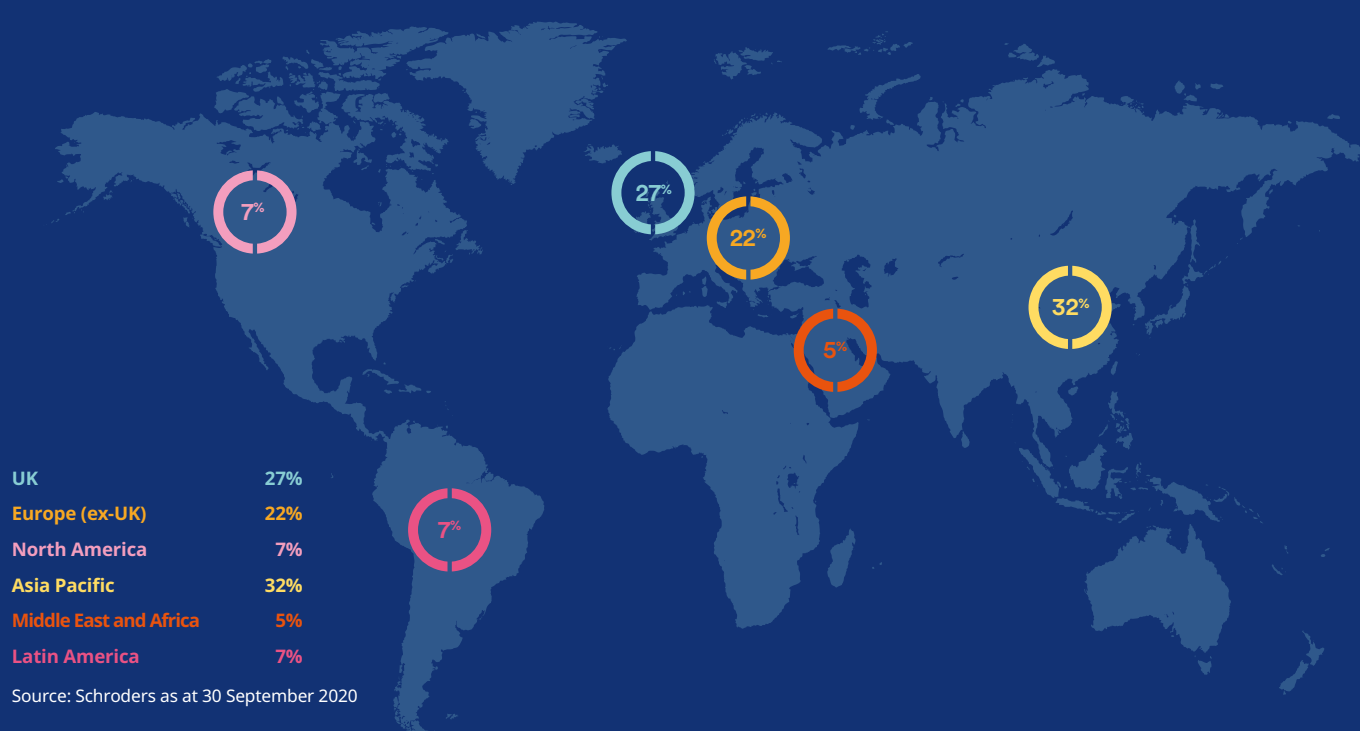 7%
27%
22%
32%
5%
7%
UK 27%
Europe (ex-UK) 22%
North America 7%
Asia Pacific 32%
Middle East and Africa 5%
Latin America 7%
Source: Schroders as at 30 September 2020